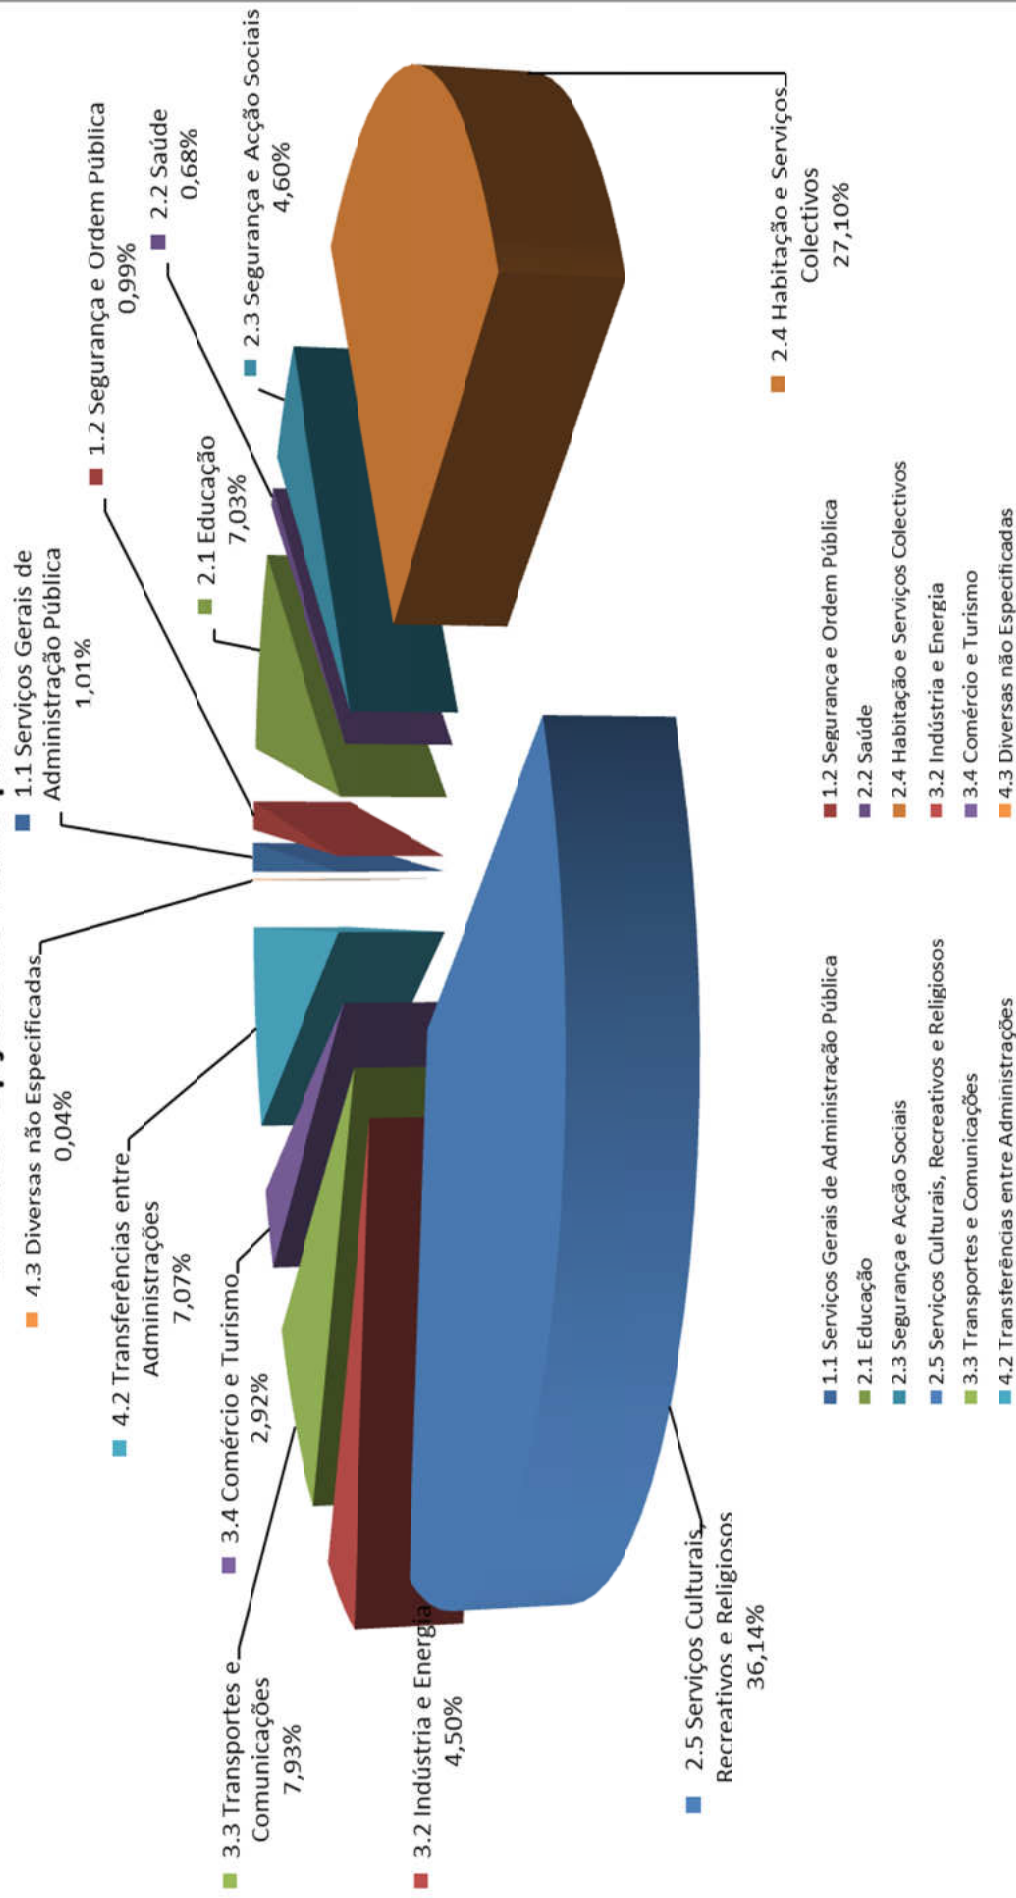 1.1 Serviços Gerais de
Administração Pública
1,01%
1.2 Segurança e Ordem Pública
0,99%
2.2 Saúde
0,68%
2.1 Educação
7,03%
2.3 Segurança e Acção Sociais
4,60%
2.4 Habitação e Serviços
Colectivos
27,10%
4.3 Diversas não Especificadas
0,04%
4.2 Transferências entre
Administrações
7,07%
3.4 Comércio e Turismo
2,92%
3.3 Transportes e
Comunicações
7,93%
3.2 Indústria e Energia
4,50%
2.5 Serviços Culturais,
Recreativos e Religiosos
36,14%
1.1 Serviços Gerais de Administração Pública
1.2 Segurança e Ordem Pública
2.1 Educação
2.2 Saúde
2.3 Segurança e Acção Sociais
2.4 Habitação e Serviços Colectivos
2.5 Serviços Culturais, Recreativos e Religiosos
3.2 Indústria e Energia
3.3 Transportes e Comunicações
3.4 Comércio e Turismo
4.2 Transferências entre Administrações
4.3 Diversas não Especificadas